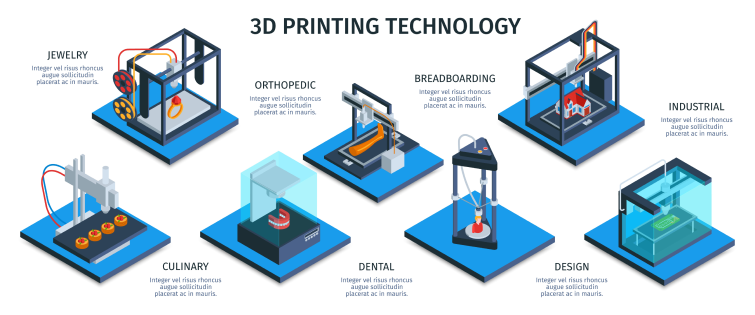 3D PRINTING TECHNOLOGY
JEWELRY
Integer vel risus rhoncus
augue sollicitudin
placerat ac in mauris.
ORTHOPEDIC
Integer vel risus rhoncus
augue sollicitudin
placerat ac in mauris.
BREADBOARDING
Integer vel risus rhoncus
augue sollicitudin
placerat ac in mauris.
INDUSTRIAL
Integer vel risus rhoncus
augue sollicitudin
placerat ac in mauris.
CULINARY
Integer vel risus rhoncus
augue sollicitudin
placerat ac in mauris.
DENTAL
Integer vel risus rhoncus
augue sollicitudin
placerat ac in mauris.
DESIGN
Integer vel risus rhoncus
augue sollicitudin
placerat ac in mauris.